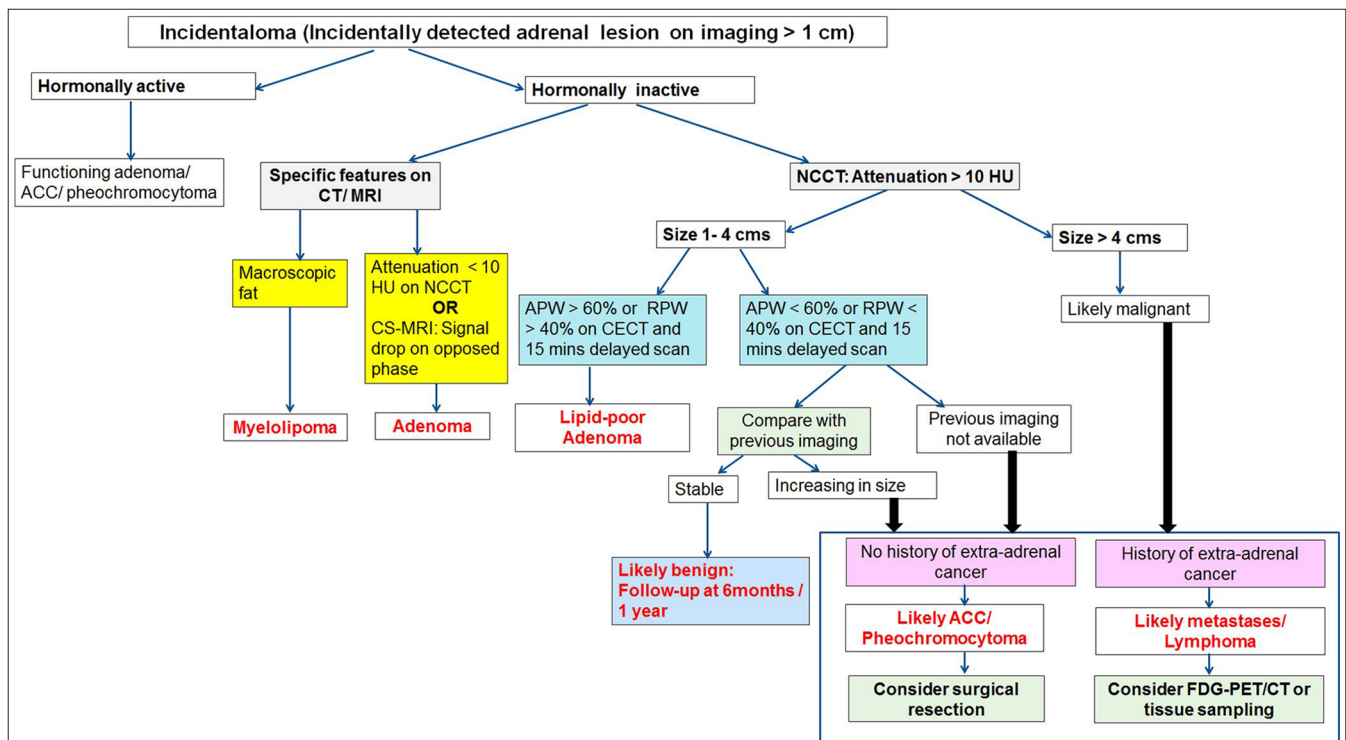 Incidentaloma (Incidentally detected adrenal lesion on imaging > 1 cm)
Hormonally active
Hormonally inactive
Functioning adenoma/
ACC/ pheochromocytoma
Specific features on
CT/ MRI
NCCT: Attenuation > 10 HU
Size 1- 4 cms
Size > 4 cms
Macroscopic
fat
Attenuation < 10
HU on NCCT
OR
CS-MRI: Signal
drop on opposed
phase
APW > 60% or RPW
> 40% on CECT and
15 mins delayed scan
APW < 60% or RPW <
40% on CECT and 15
mins delayed scan
Likely malignant
Myelolipoma
Adenoma
Lipid-poor
Adenoma
Compare with
previous imaging
Previous imaging
not available
Stable
Increasing in size
Likely benign:
Follow-up at 6months /
1 year
No history of extra-adrenal
cancer
History of extra-adrenal
cancer
Likely ACC/
Pheochromocytoma
Likely metastases/
Lymphoma
Consider surgical
resection
Consider FDG-PET/CT or
tissue sampling